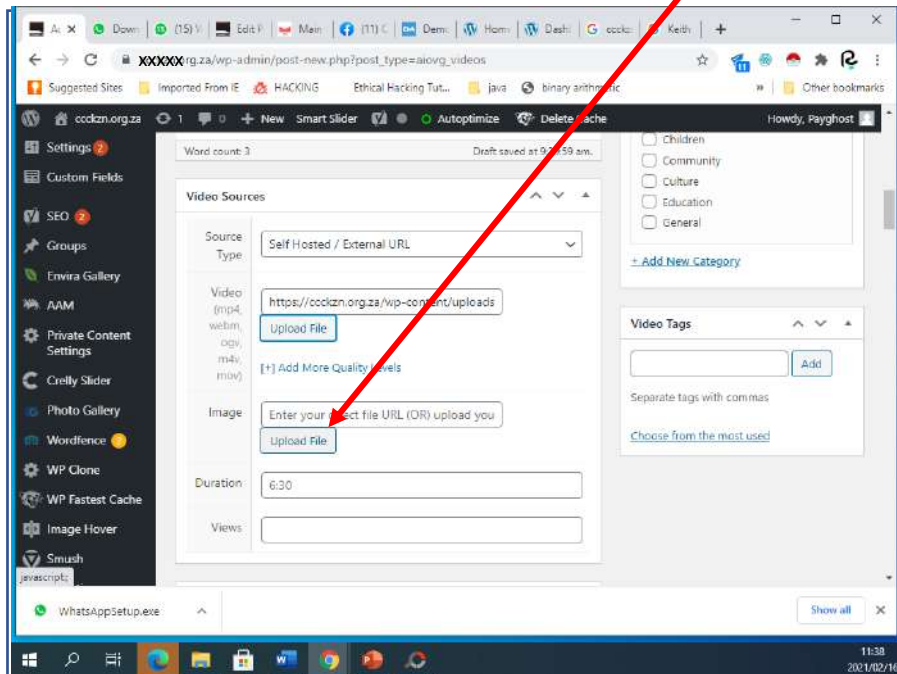 Down
(15)
Edit P
Main
(11) C
Dem
Hom
Dash
Keith
XXXXXrg.za/wp-admin/post-new.php?post_type=aiovg_videos
11
Suggested Sites
Imported From IE
HACKING
Ethical Hacking Tut...
java
binary arithmetic
»
Other bookmarks
ccckzn.org.za
1
0
+ New
Smart Slider
Autoptimize
Delete Cache
Howdy, Payghost
Settings 2
Custom Fields
SEO 2
Groups
Envira Gallery
AAM
Private Content
Settings
Crelly Slider
Photo Gallery
Wordfence
WP Clone
WP Fastest Cache
Image Hover
Smush
javascript:;
Word count: 3
Draft saved at 9:59 am.
Video Sources
Source
Type
Self Hosted / External URL
Video
(mp4,
webm,
ogv,
m4v,
mov)
https://ccckzn.org.za/wp-content/uploads
Upload File
[+] Add More Quality Levels
Image
Enter your direct file URL (OR) upload you
Upload File
Duration
6:30
Views
Children
Community
Culture
Education
General
+ Add New Category
Video Tags
Add
Separate tags with commas
Choose from the most used
WhatsAppSetup.exe
Show all
11:38
2021/02/16